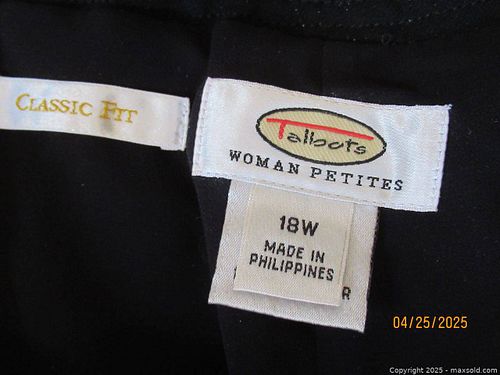 CLASSIC FIT
Talbots
WOMAN PETITES
18W
MADE IN
PHILIPPINES
R
04/25/2025
Copyright © 2025 - maxsold.com